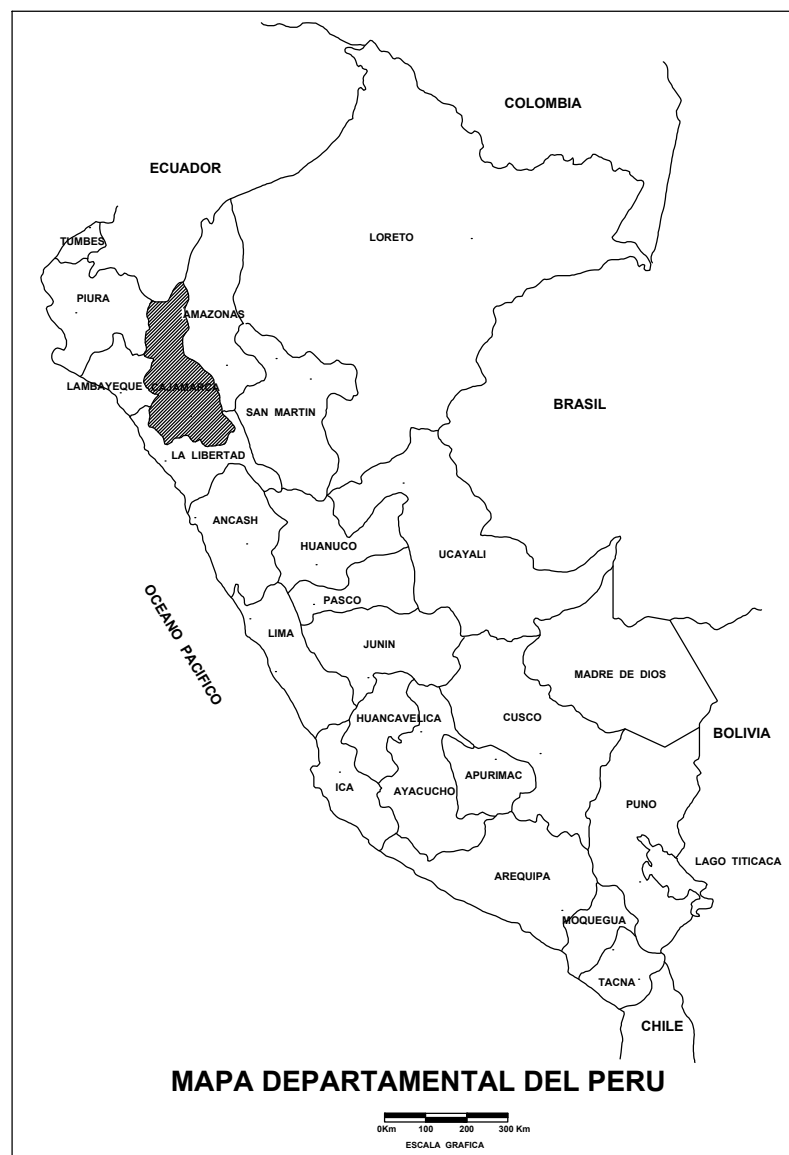 COLOMBIA
ECUADOR
LORETO
TUMBES
PIURA
AMAZONAS
LAMBAYEQUE
CAJAMARCA
BRASIL
SAN MARTIN
LA LIBERTAD
ANCASH
HUANUCO
UCAYALI
PASCO
OCEANO PACIFICO
LIMA
JUNIN
MADRE DE DIOS
HUANCAVELICA
CUSCO
BOLIVIA
APURIMAC
ICA
AYACUCHO
PUNO
LAGO TITICACA
AREQUIPA
MOQUEGUA
TACNA
CHILE
MAPA DEPARTAMENTAL DEL PERU
0Km 100 200 300 Km
ESCALA GRAFICA